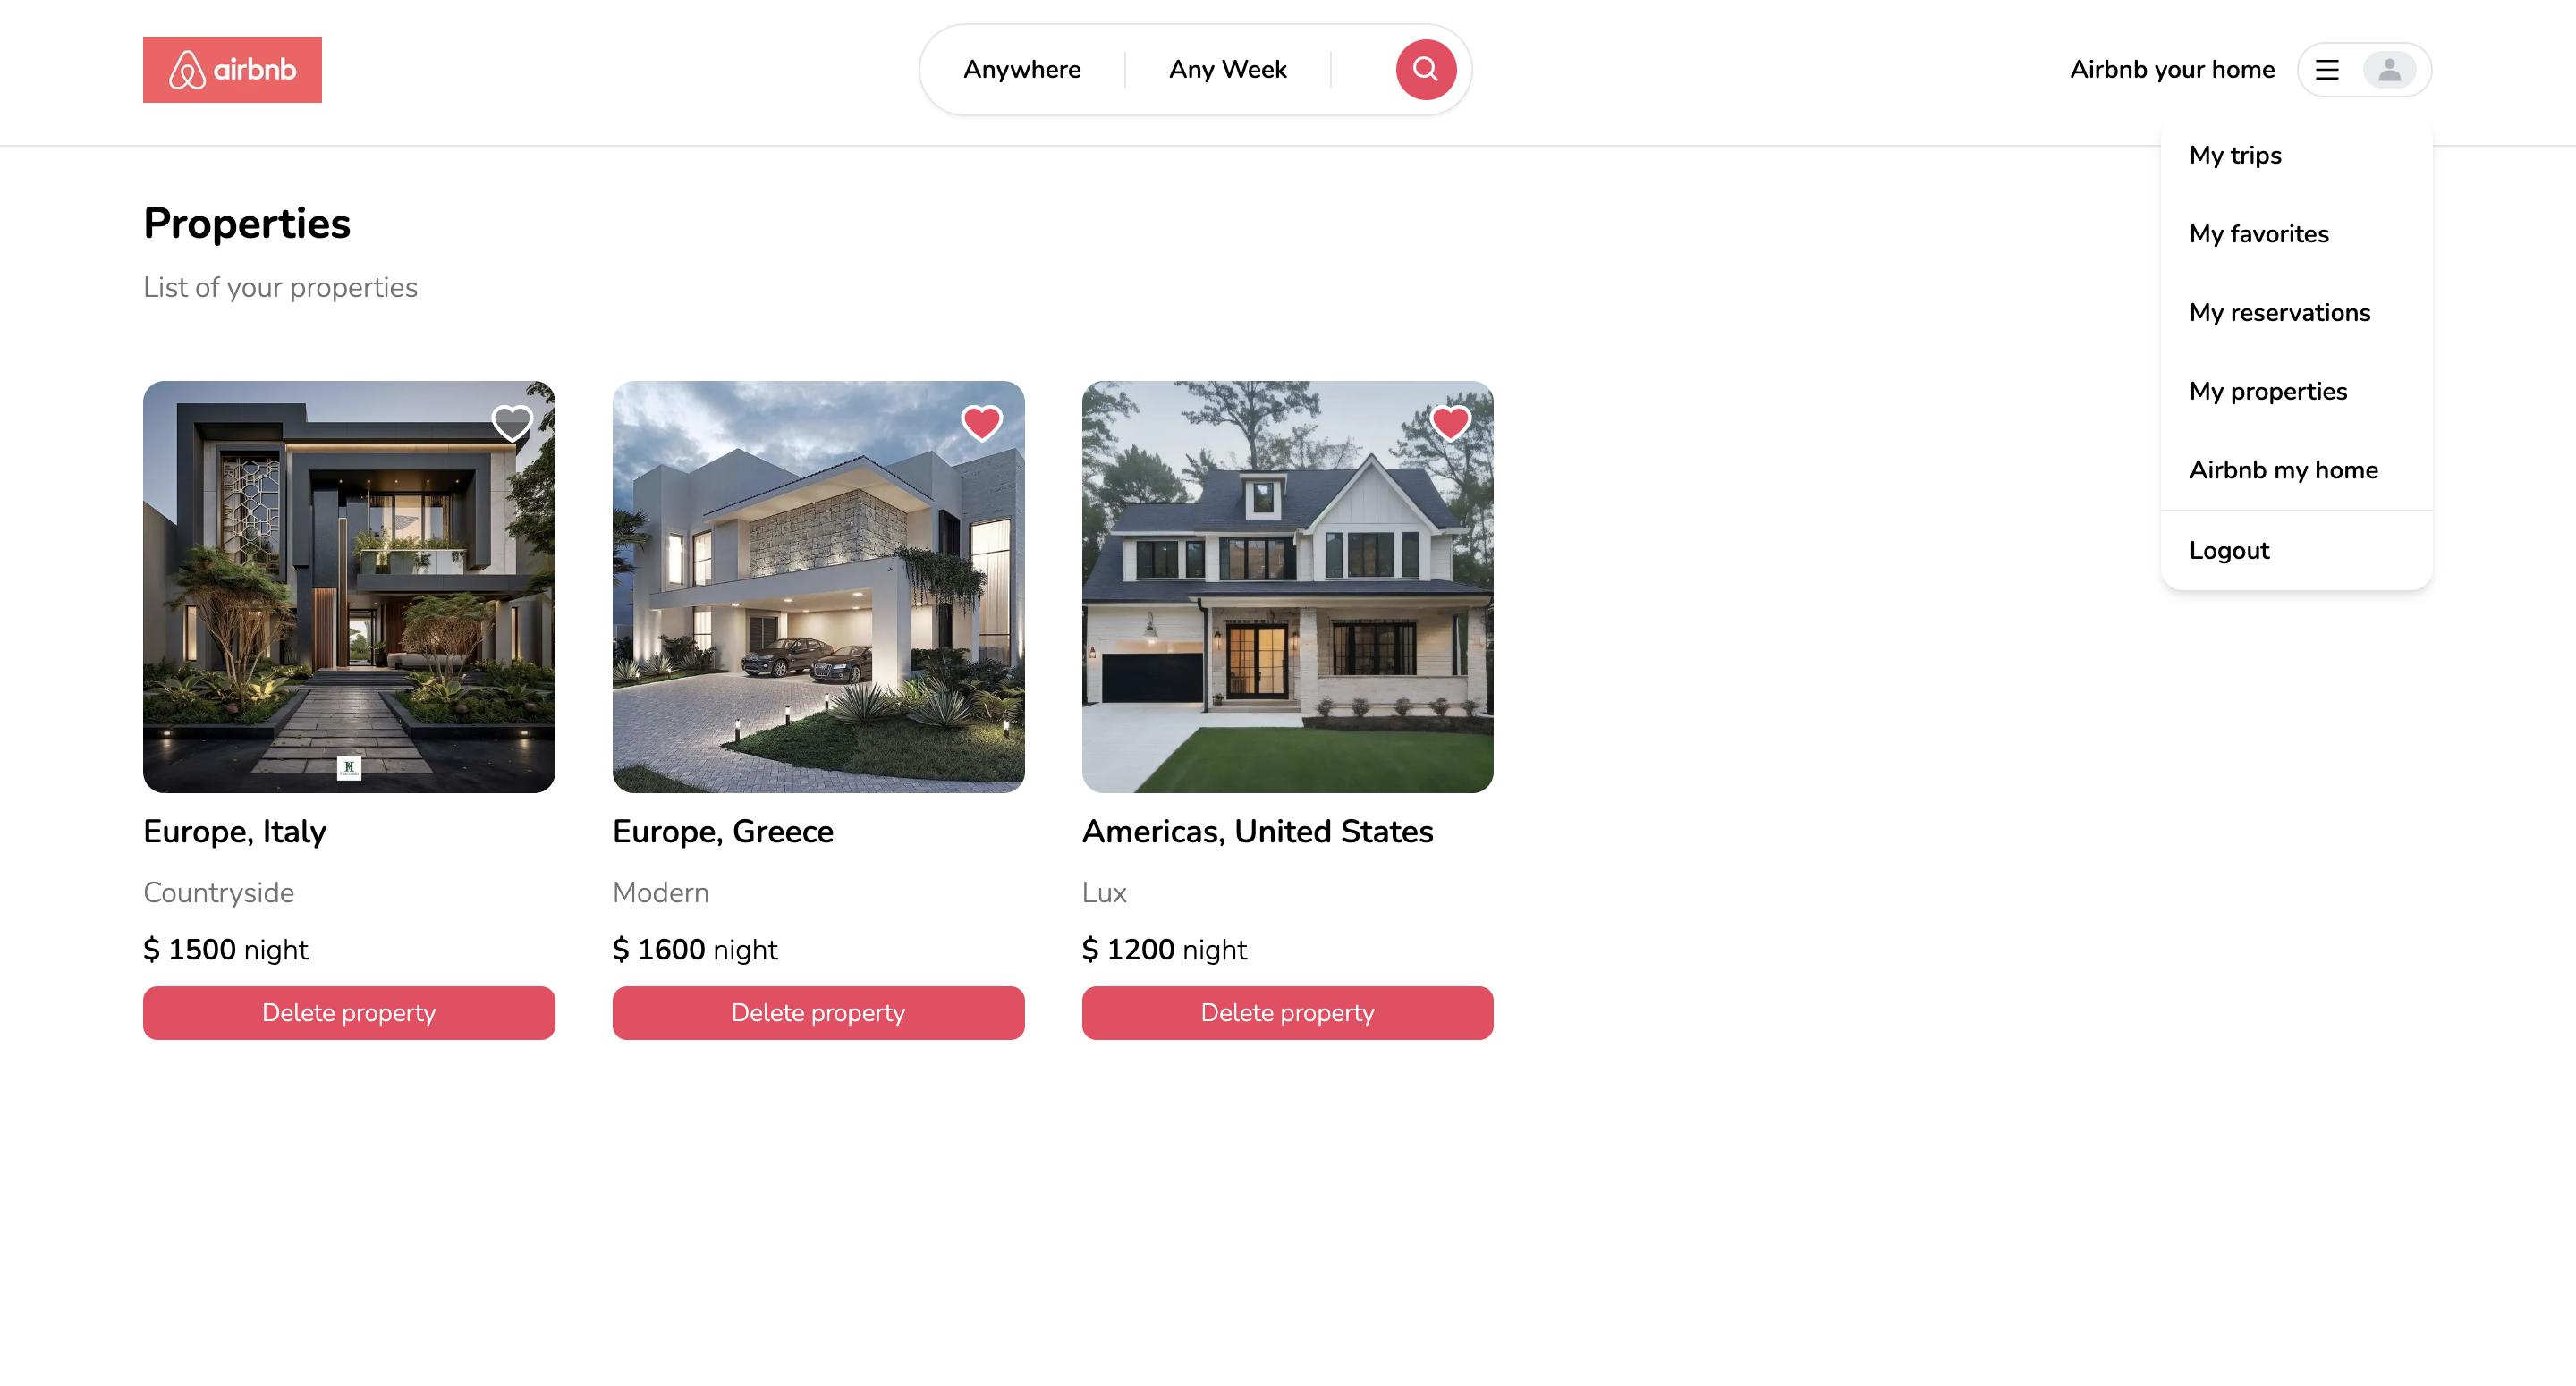 airbnb
Anywhere
Any Week
Airbnb your home
My trips
My favorites
My reservations
My properties
Airbnb my home
Logout
Properties
List of your properties
Europe, Italy
Countryside
$ 1500 night
Delete property
Europe, Greece
Modern
$ 1600 night
Delete property
Americas, United States
Lux
$ 1200 night
Delete property